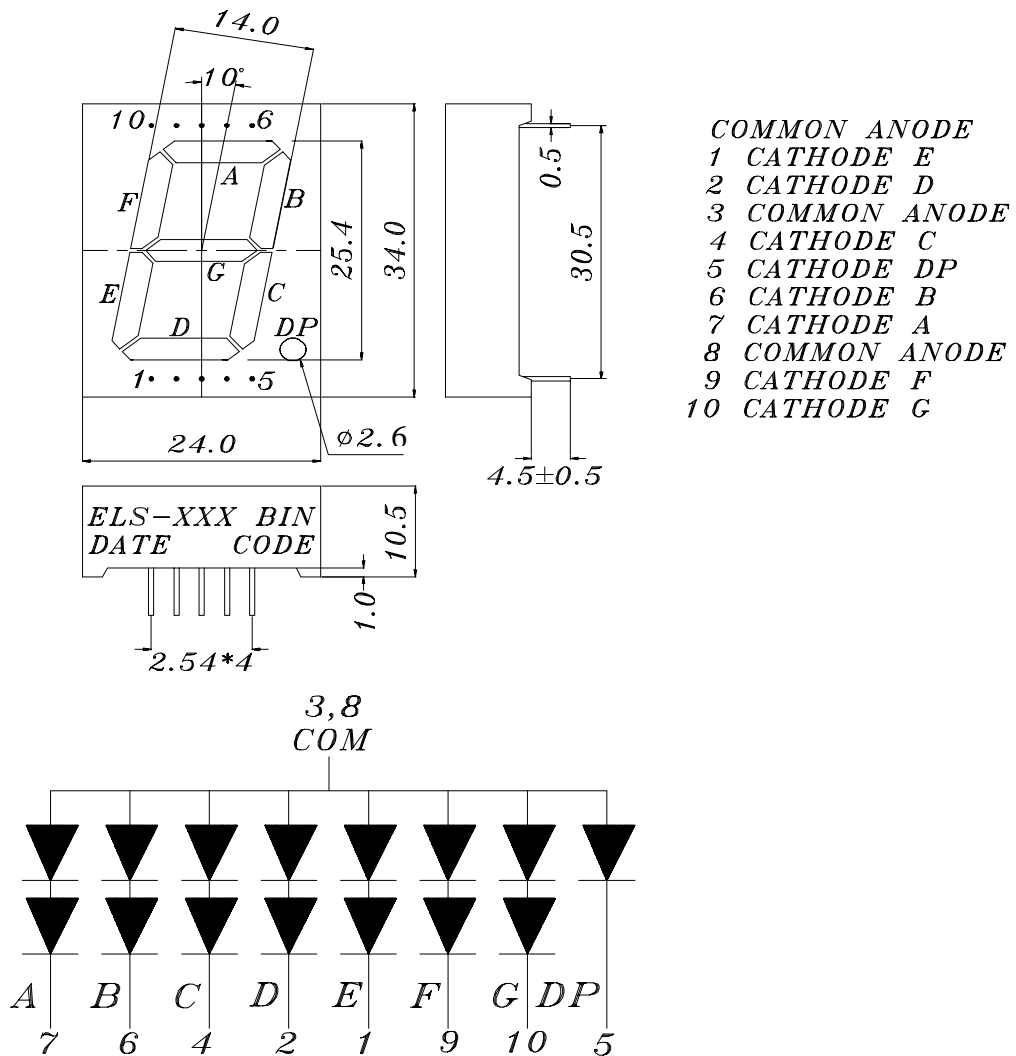 14.0
10°
10 6
A
F B
G
E C
D DP
1 5
25.4
34.0
24.0
ø2.6
0.5
30.5
4.5±0.5
COMMON ANODE
1 CATHODE E
2 CATHODE D
3 COMMON ANODE
4 CATHODE C
5 CATHODE DP
6 CATHODE B
7 CATHODE A
8 COMMON ANODE
9 CATHODE F
10 CATHODE G
ELS-XXX BIN
DATE CODE
10.5
1.0
2.54*4
3,8
COM
A B C D E F G DP
7 6 4 2 1 9 10 5